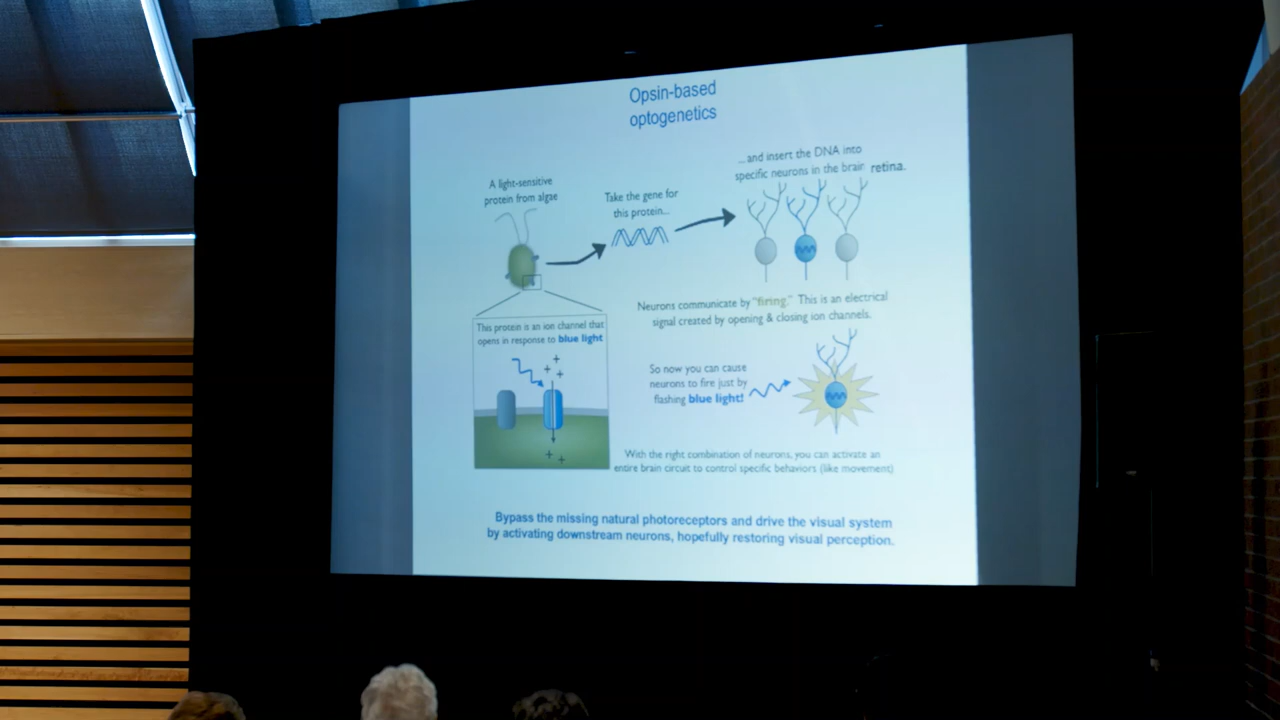 Opsin-based
optogenetics
A light-sensitive
protein from algae
Take the gene for
this protein...
...and insert the DNA into
specific neurons in the brain retina.
This protein is an ion channel that
opens in response to blue light
+
+
+
+
+
Neurons communicate by "firing." This is an electrical
signal created by opening & closing ion channels.
So now you can cause
neurons to fire just by
flashing blue light!
With the right combination of neurons, you can activate an
entire brain circuit to control specific behaviors (like movement)
Bypass the missing natural photoreceptors and drive the visual system
by activating downstream neurons, hopefully restoring visual perception.